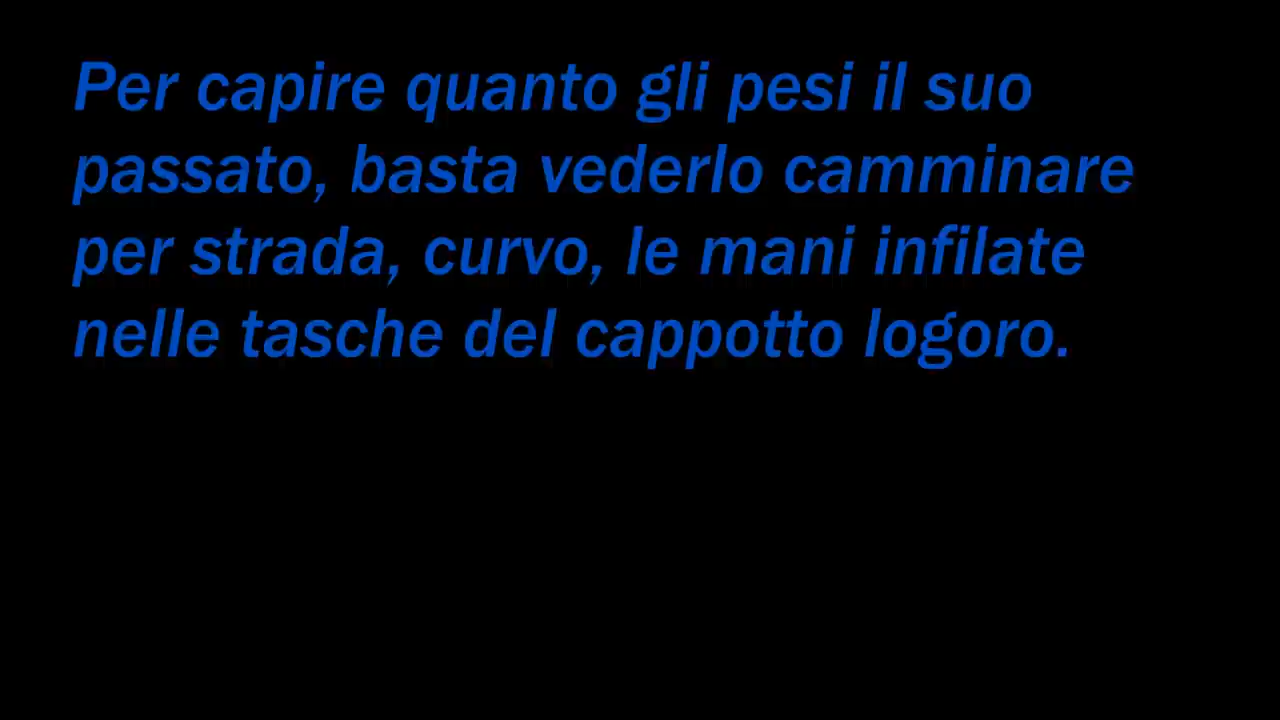 Per capire quanto gli pesi il suo
passato, basta vederlo camminare
per strada, curvo, le mani infilate
nelle tasche del cappotto logoro.